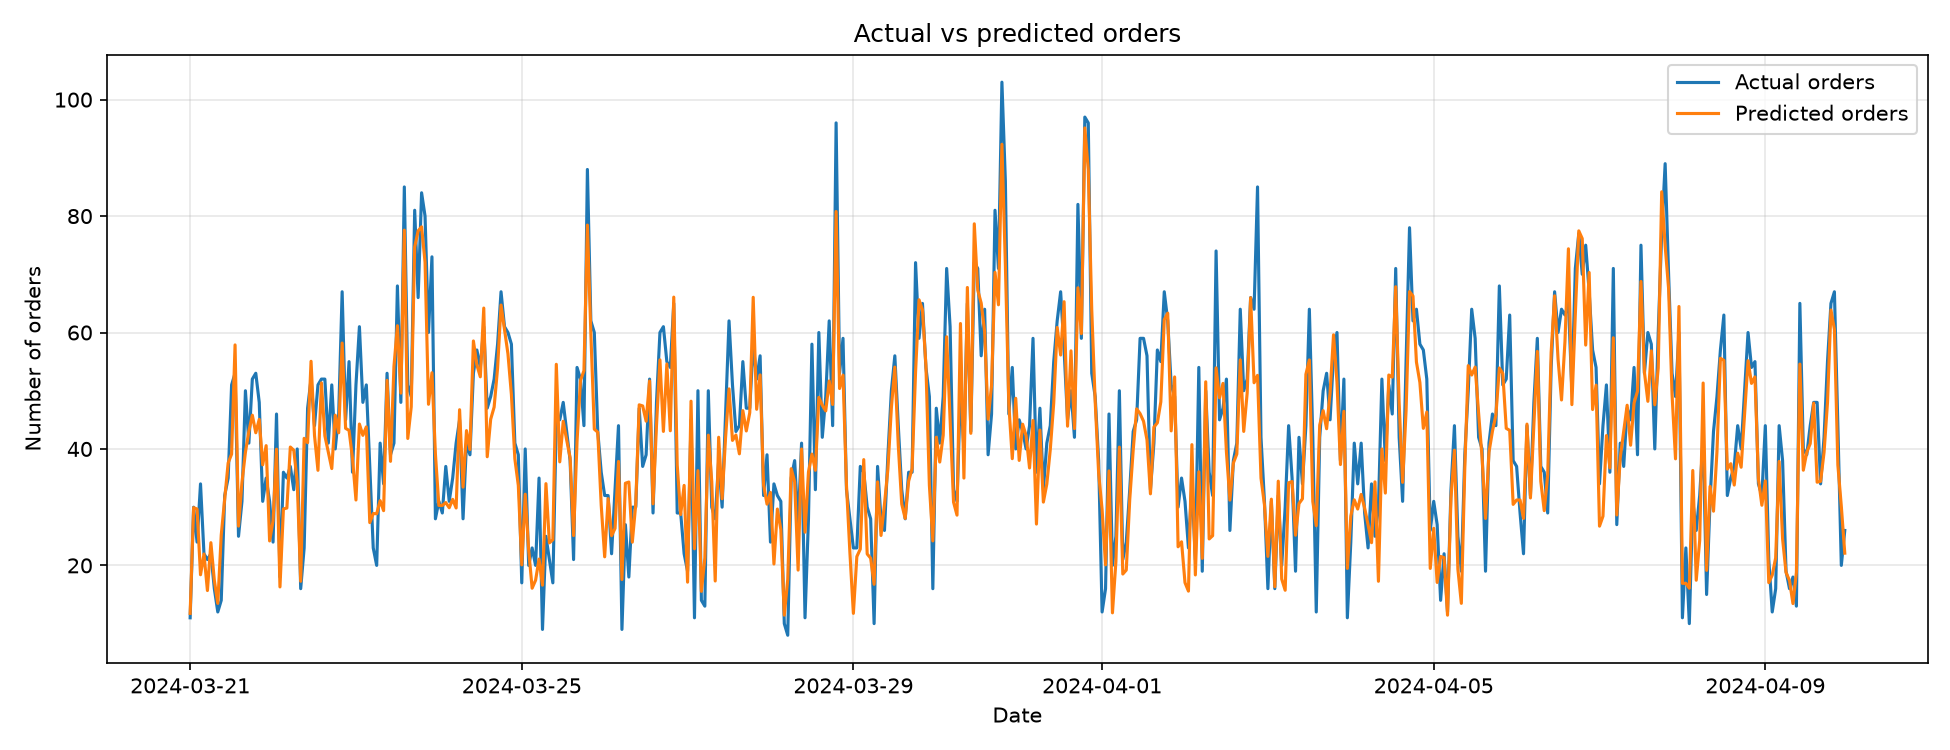 Actual vs predicted orders
Actual orders
Predicted orders
Number of orders
100
80
60
40
20
2024-03-21
2024-03-25
2024-03-29
2024-04-01
2024-04-05
2024-04-09
Date